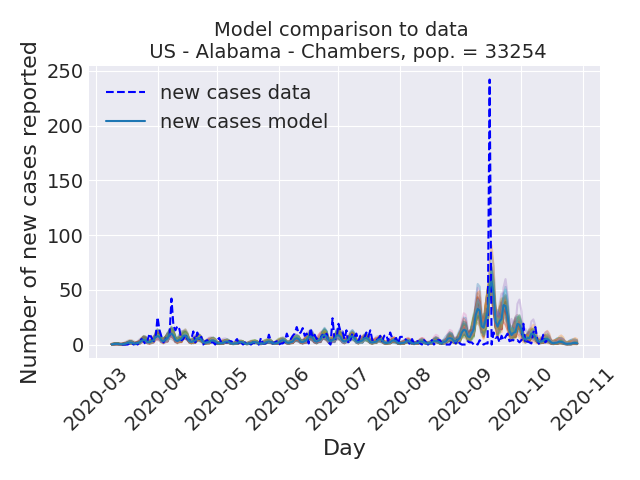 Model comparison to data
US - Alabama - Chambers, pop. = 33254
Number of new cases reported
250
200
150
100
50
0
new cases data
new cases model
2020-03
2020-04
2020-05
2020-06
2020-07
2020-08
2020-09
2020-10
2020-11
Day